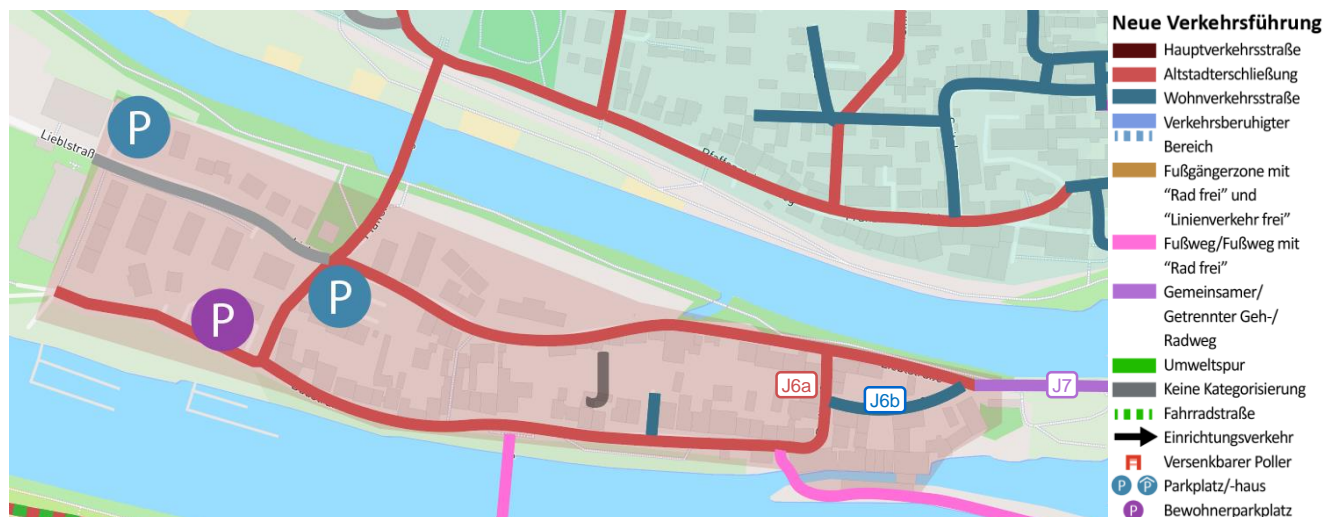 P
Lieblstraß
P
P
J
J6a
J6b
J7
Neue Verkehrsführung
Hauptverkehrsstraße
Altstadterschließung
Wohnverkehrsstraße
Verkehrsberuhigter
Bereich
Fußgängerzone mit
"Rad frei" und
"Linienverkehr frei"
Fußweg/Fußweg mit
"Rad frei"
Gemeinsamer/
Getrennter Geh-/
Radweg
Umweltspur
Keine Kategorisierung
Fahrradstraße
Einrichtungsverkehr
Versenkbarer Poller
P P Parkplatz/-haus
P Bewohnerparkplatz